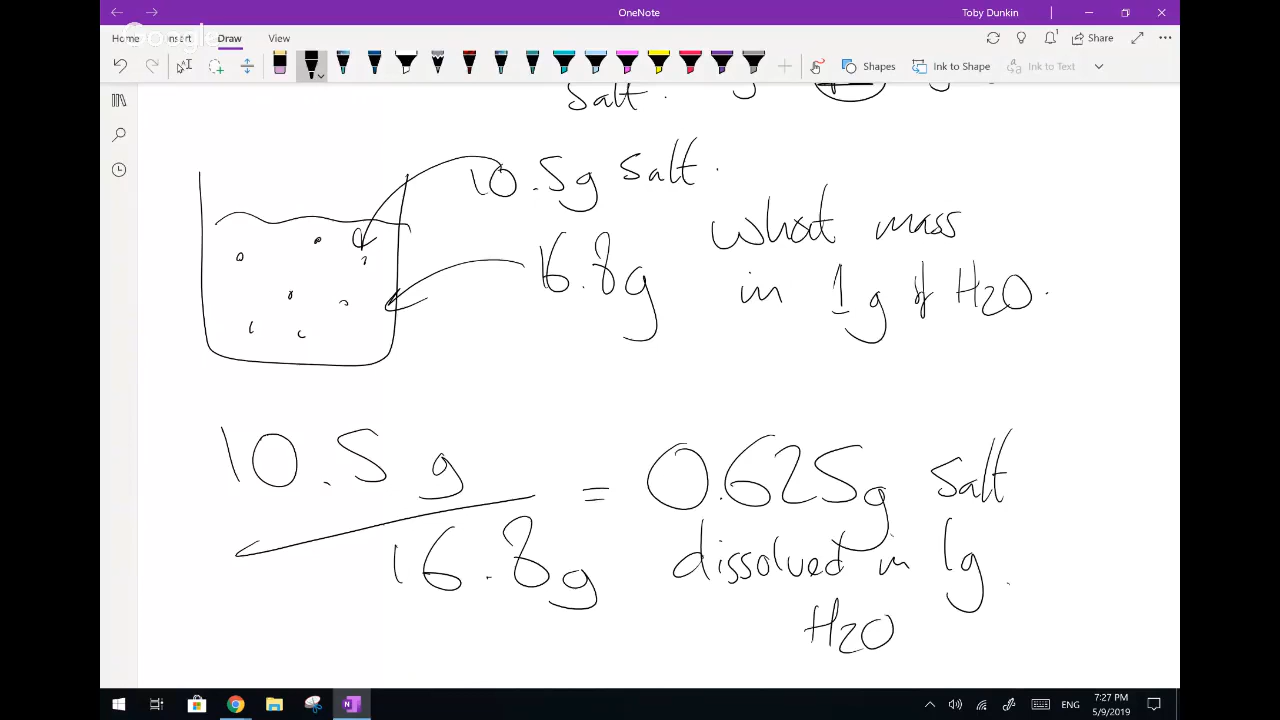 OneNote
Toby Dunkin
Google
Home Insert Draw View
Share
Shapes
Ink to Shape
Ink to Text
Salt.
10.5g salt.
16.8g
what mass
in 1g of H2O.
10.5g
16.8g
= 0.625g salt
dissolved in 1g.
H2O
ENG
7:27 PM
5/9/2019